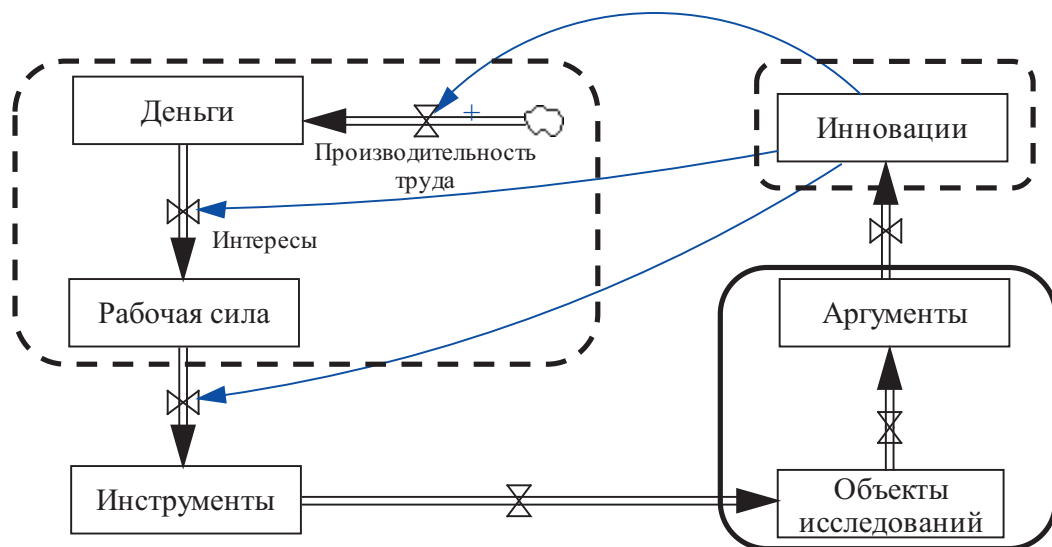 Деньги
+
Производительность
труда
Инновации
Интересы
Рабочая сила
Аргументы
Инструменты
Объекты
исследований